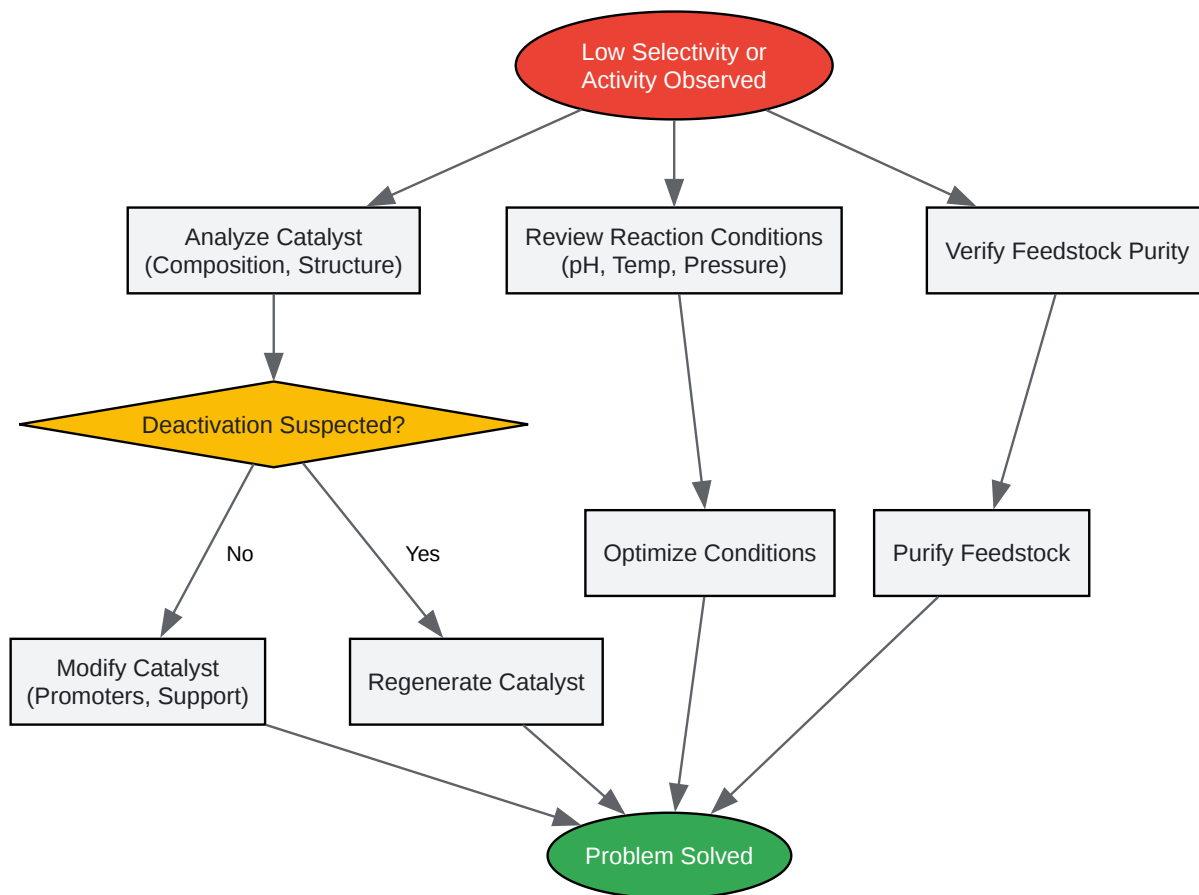 Low Selectivity or
Activity Observed
Analyze Catalyst
(Composition, Structure)
Review Reaction Conditions
(pH, Temp, Pressure)
Verify Feedstock Purity
Deactivation Suspected?
No
Yes
Optimize Conditions
Purify Feedstock
Modify Catalyst
(Promoters, Support)
Regenerate Catalyst
Problem Solved